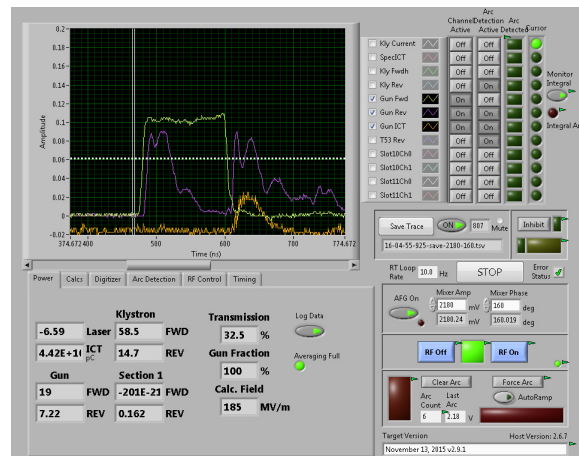 Channel Active
Arc Detection Active
Arc Detected
Cursor
Kly Current Off Off
SpecICT Off Off
Kly Fwdh Off Off
Kly Rev Off On
Gun Fwd On Off
Gun Rev On On
Gun ICT On On
T53 Rev Off Off
Slot10Ch0 Off Off
Slot10Ch1 Off Off
Slot11Ch0 Off Off
Slot11Ch1 Off Off
Monitor Integral
Integral
Amplitude
0.2
0.18
0.16
0.14
0.12
0.1
0.08
0.06
0.04
0.02
0
-0.02
374.672 400 500 600 700 774.672
Time (ns)
Save Trace ON 807 Mute
Inhibit
16-04-55-925-save-2180-160.tsv
RT Loop Rate 10.0 Hz STOP Error Status
AFG On
Mixer Amp Mixer Phase
2180 mV 160 deg
2180.24 mV 160.019 deg
RF Off RF On
Clear Arc Force Arc
Arc Count Last Arc AutoRamp
6 2.18 V
Target Version Host Version: 2.6.7
November 13, 2015 v2.9.1
Power Calcs Digitizer Arc Detection RF Control Timing
Klystron
-6.59 Laser 58.5 FWD
4.42E+1 ICT pC 14.7 REV
Gun Section 1
19 FWD -201E-21 FWD
7.22 REV 0.162 REV
Transmission
32.5 %
Gun Fraction
100 %
Calc. Field
185 MV/m
Log Data
Averaging Full